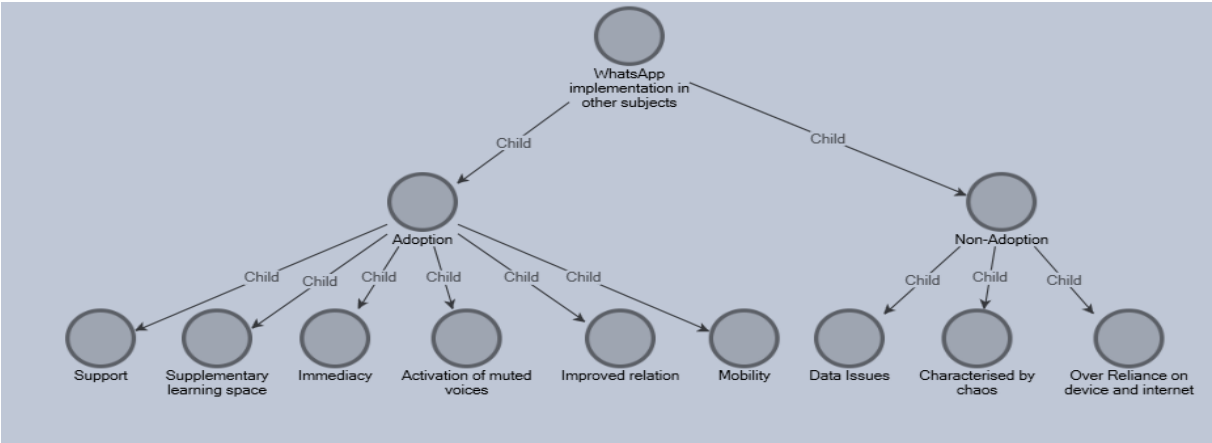 WhatsApp
implementation in
other subjects
Child
Child
Adoption
Non-Adoption
Child
Child
Child
Child
Child
Child
Child
Child
Child
Support
Supplementary
learning space
Immediacy
Activation of muted
voices
Improved relation
Mobility
Data Issues
Characterised by
chaos
Over Reliance on
device and internet